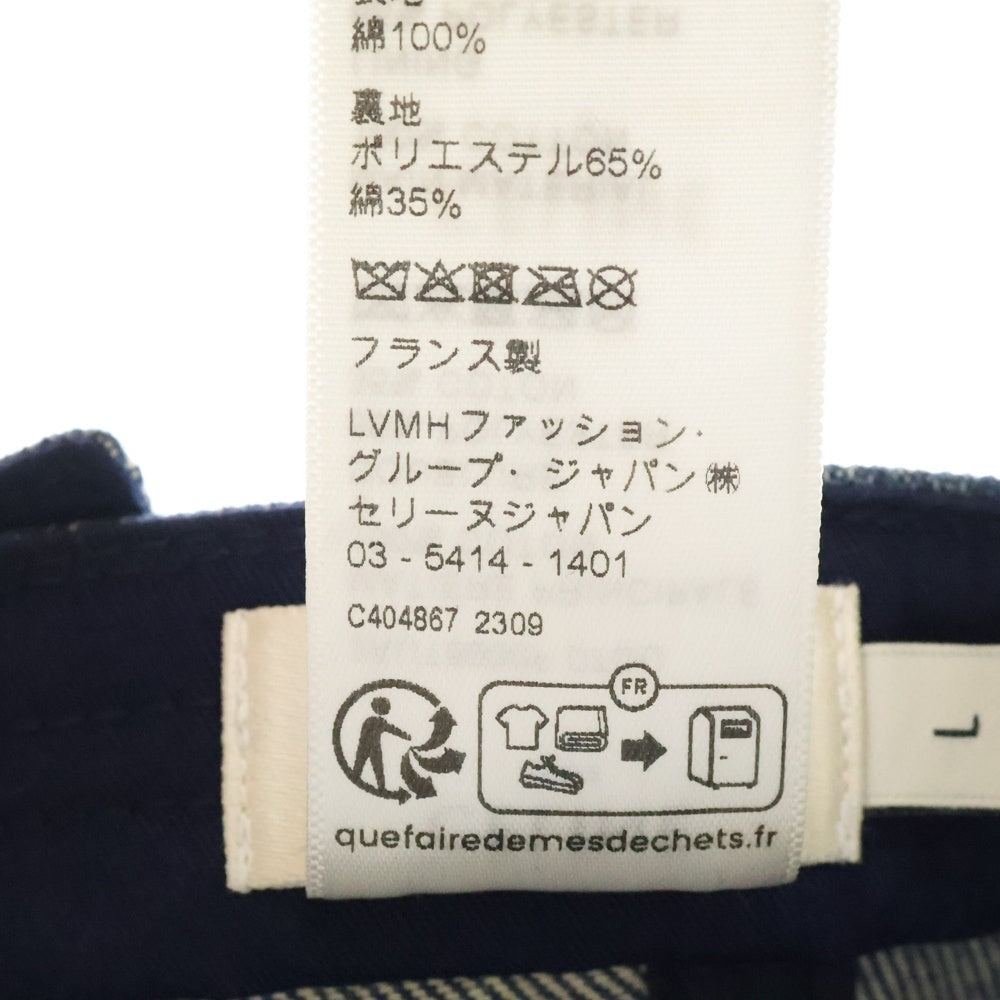 綿100%
裏地
ポリエステル65%
綿35%
フランス製
LVMHファッション・
グループ・ジャパン㈱
セリーヌジャパン
03 - 5414 - 1401
C404867 2309
FR
quefairedemesdechets.fr
L